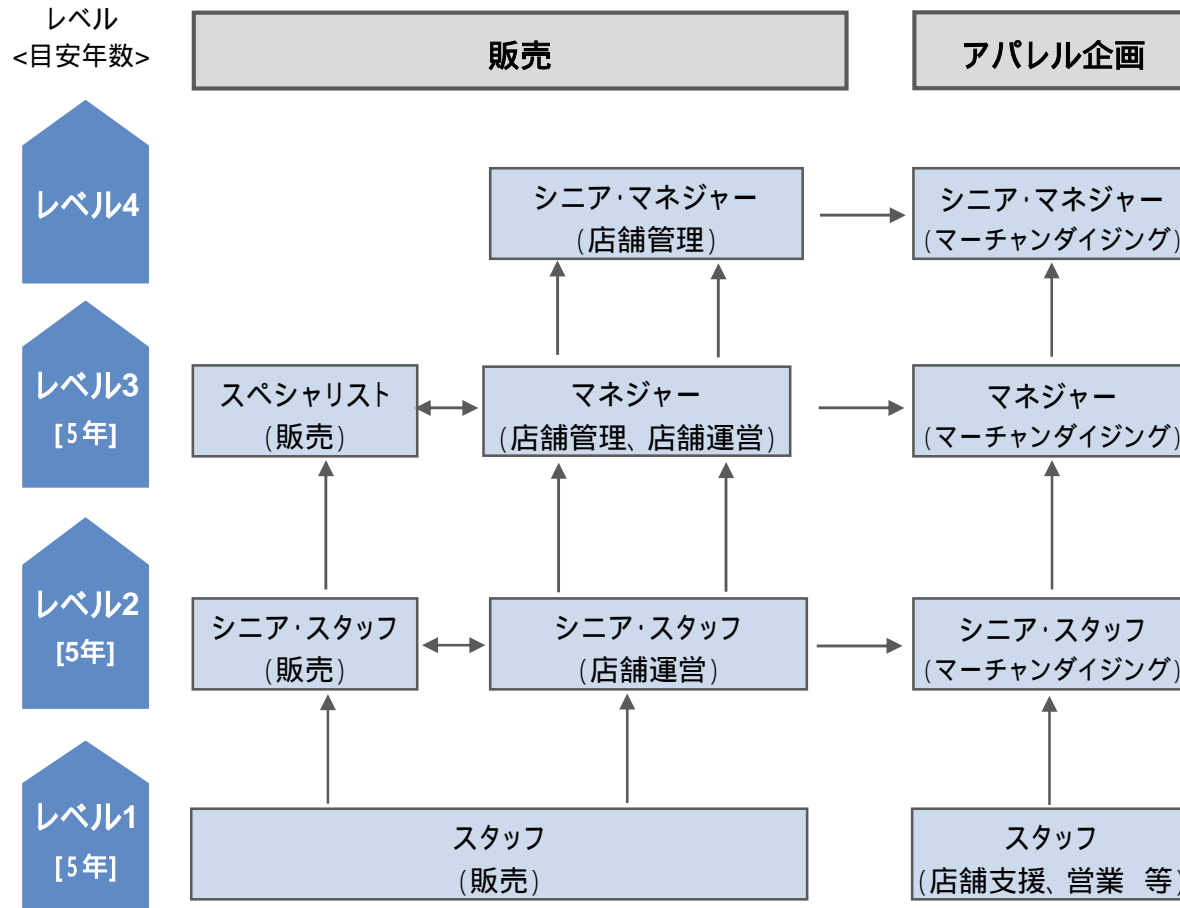 レベル
<目安年数>
販売
アパレル企画
レベル4
シニア・マネジャー
(店舗管理)
シニア・マネジャー
(マーチャンダイジング)
レベル3
[5年]
スペシャリスト
(販売)
マネジャー
(店舗管理、店舗運営)
マネジャー
(マーチャンダイジング)
レベル2
[5年]
シニア・スタッフ
(販売)
シニア・スタッフ
(店舗運営)
シニア・スタッフ
(マーチャンダイジング)
レベル1
[5年]
スタッフ
(販売)
スタッフ
(店舗支援、営業 等)